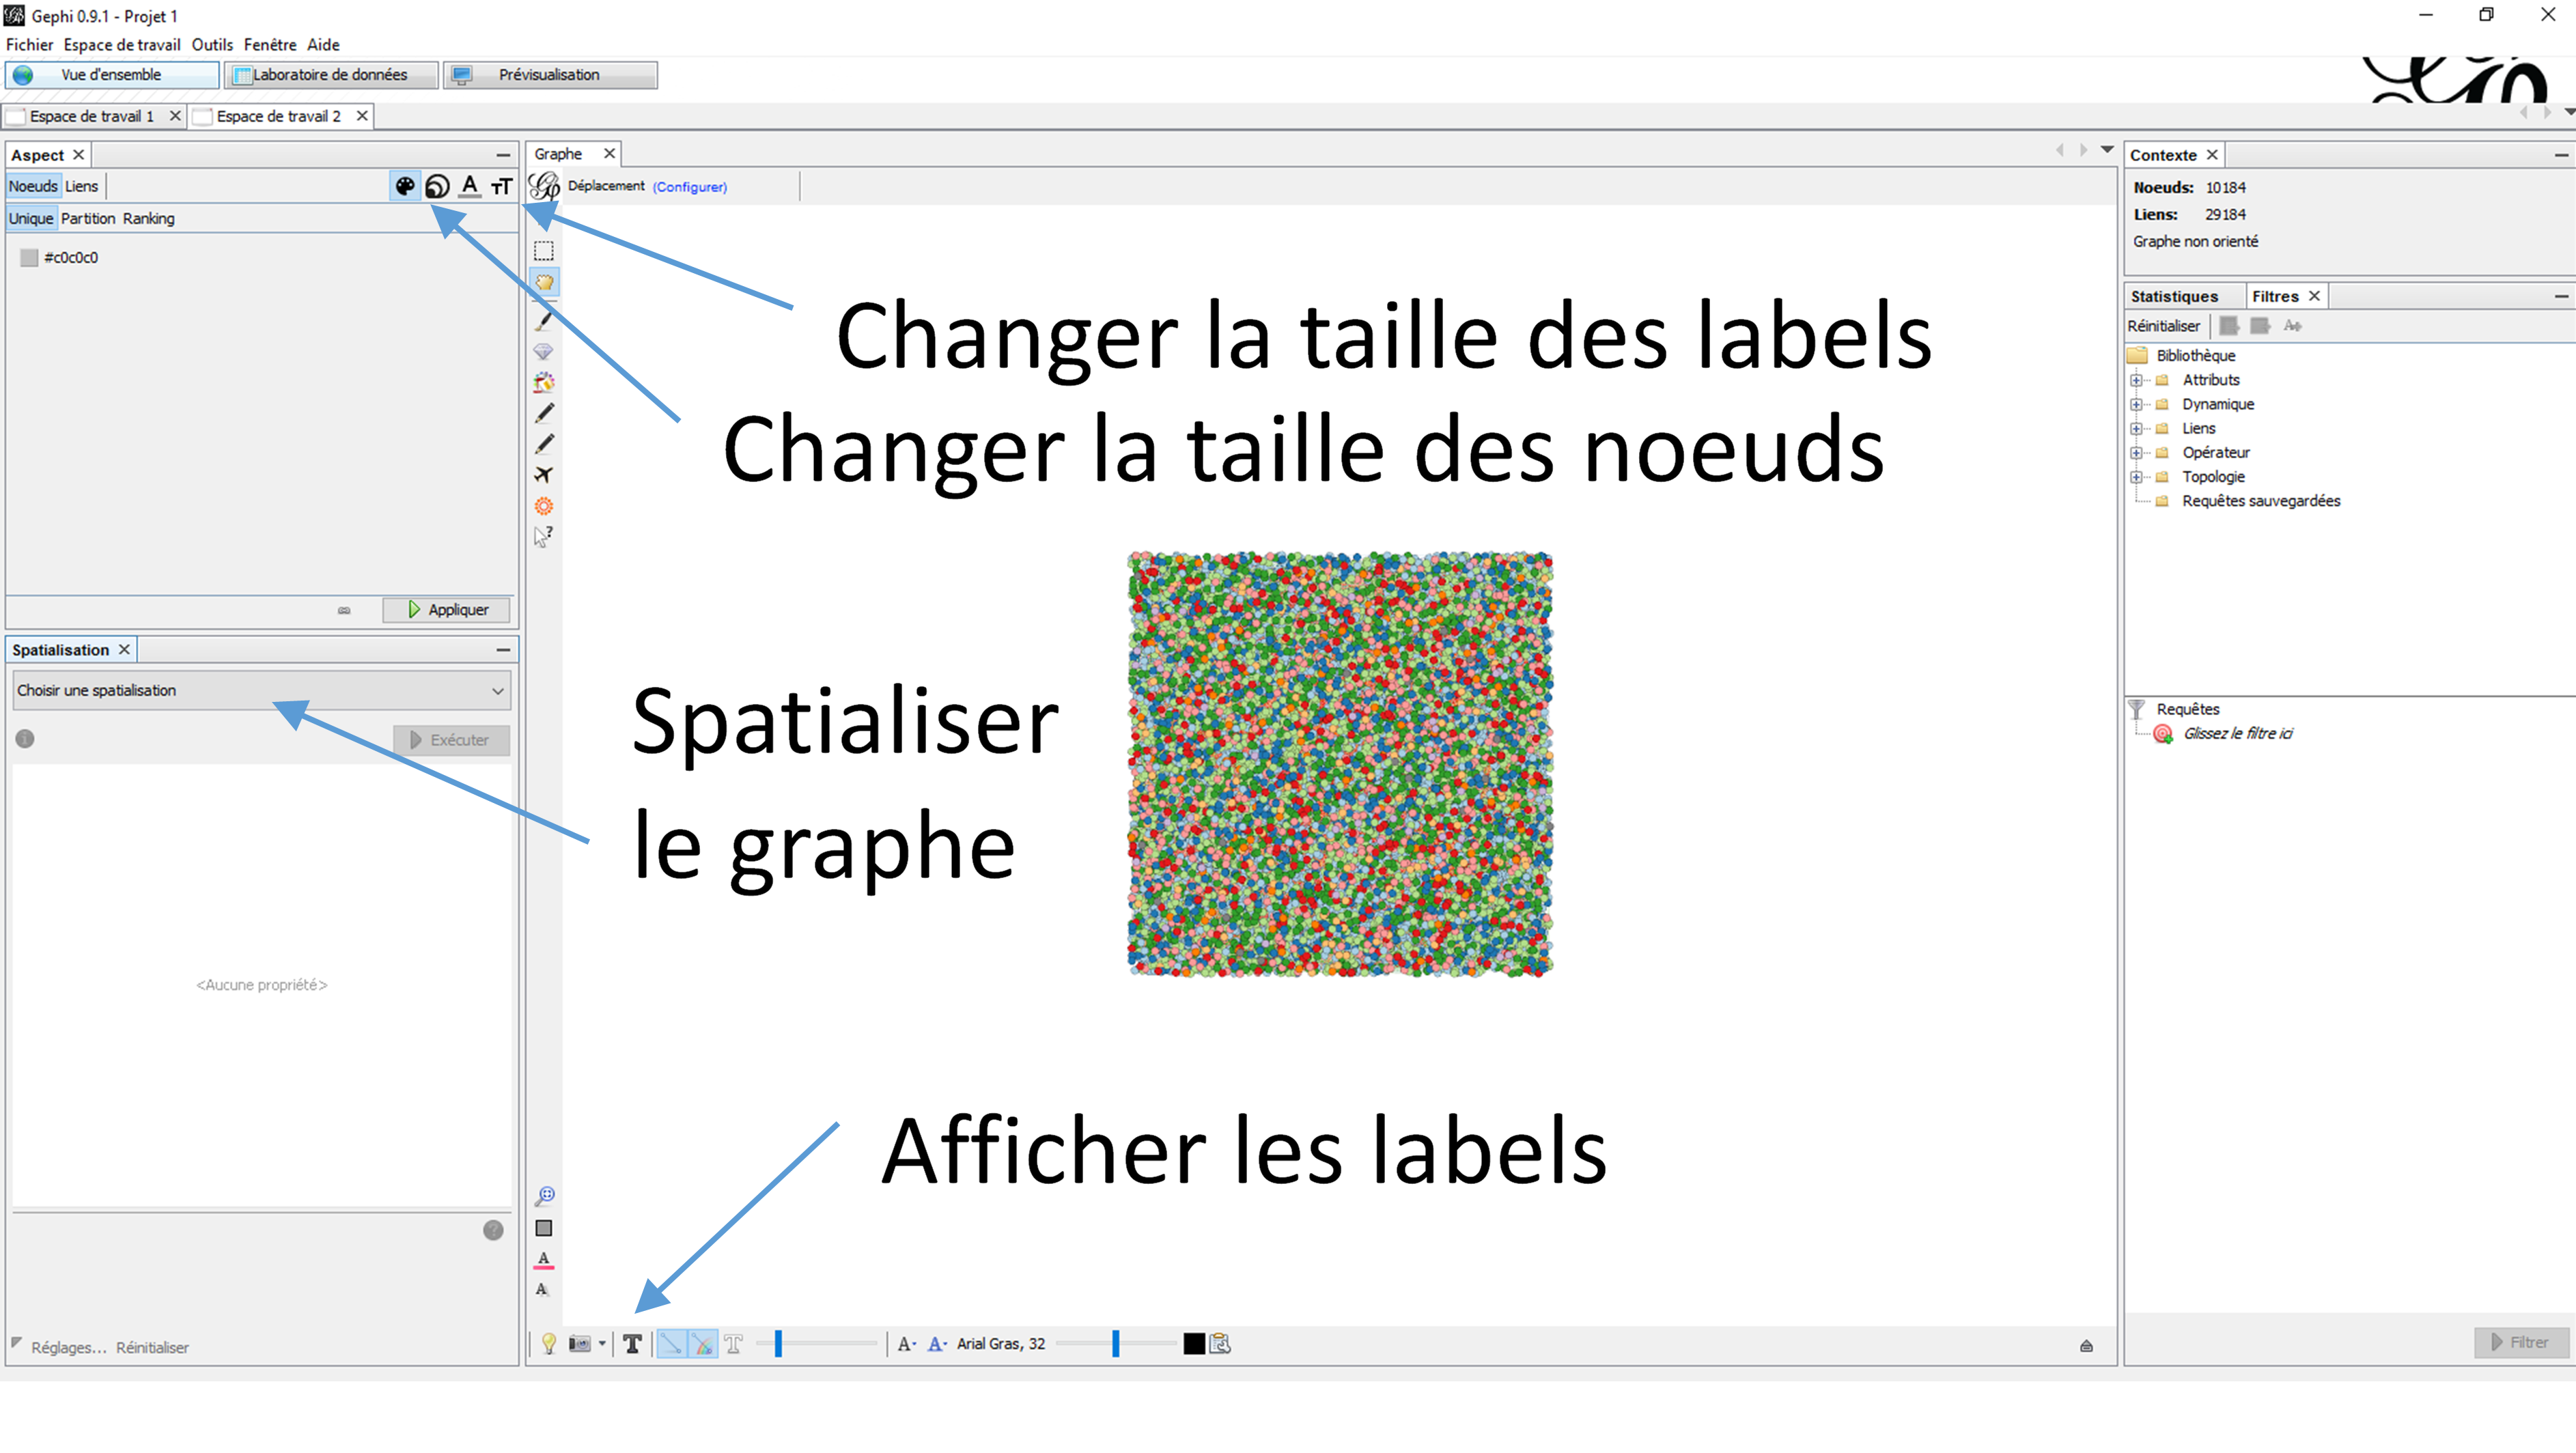 Gephi 0.9.1 - Projet 1
Fichier Espace de travail Outils Fenêtre Aide
Vue d'ensemble Laboratoire de données Prévisualisation
Espace de travail 1 Espace de travail 2
Aspect
Noeuds Liens
Unique Partition Ranking
#c0c0c0
Appliquer
Spatialisation
Choisir une spatialisation
Exécuter
<Aucune propriété>
Réglages... Réinitialiser
Graphe
Déplacement (Configurer)
Changer la taille des labels
Changer la taille des noeuds
Spatialiser
le graphe
Afficher les labels
A- A- Arial Gras, 32
Contexte
Noeuds: 10184
Liens: 29184
Graphe non orienté
Statistiques Filtres
Réinitialiser
Bibliothèque
Attributs
Dynamique
Liens
Opérateur
Topologie
Requêtes sauvegardées
Requêtes
Glissez le filtre ici
Filtrer